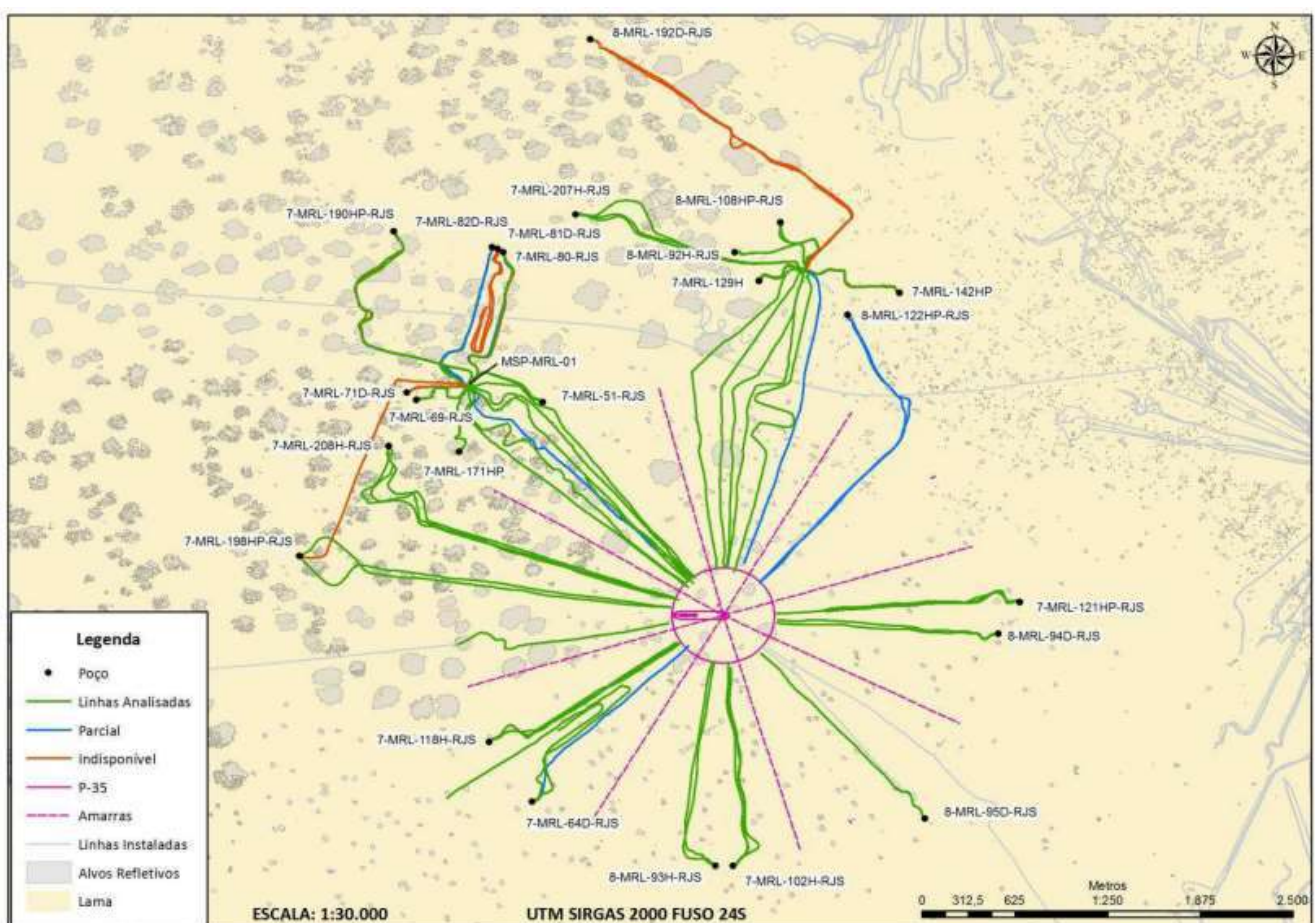 8-MRL-192D-RJS
N
W
E
S
7-MRL-207H-RJS
8-MRL-108HP-RJS
7-MRL-190HP-RJS
7-MRL-82D-RJS
7-MRL-81D-RJS
7-MRL-80-RJS
8-MRL-92H-RJS
7-MRL-129H
7-MRL-142HP
8-MRL-122HP-RJS
MSP-MRL-01
7-MRL-71D-RJS
7-MRL-51-RJS
7-MRL-69-RJS
7-MRL-208H-RJS
7-MRL-171HP
7-MRL-198HP-RJS
7-MRL-121HP-RJS
8-MRL-94D-RJS
7-MRL-118H-RJS
7-MRL-64D-RJS
8-MRL-95D-RJS
8-MRL-93H-RJS
7-MRL-102H-RJS
Legenda
Poço
Linhas Analisadas
Parcial
Indisponível
P-35
Amarras
Linhas Instaladas
Alvos Refletivos
Lama
ESCALA: 1:30.000
UTM SIRGAS 2000 FUSO 24S
Metros
0 312,5 625 1.250 1.875 2.500